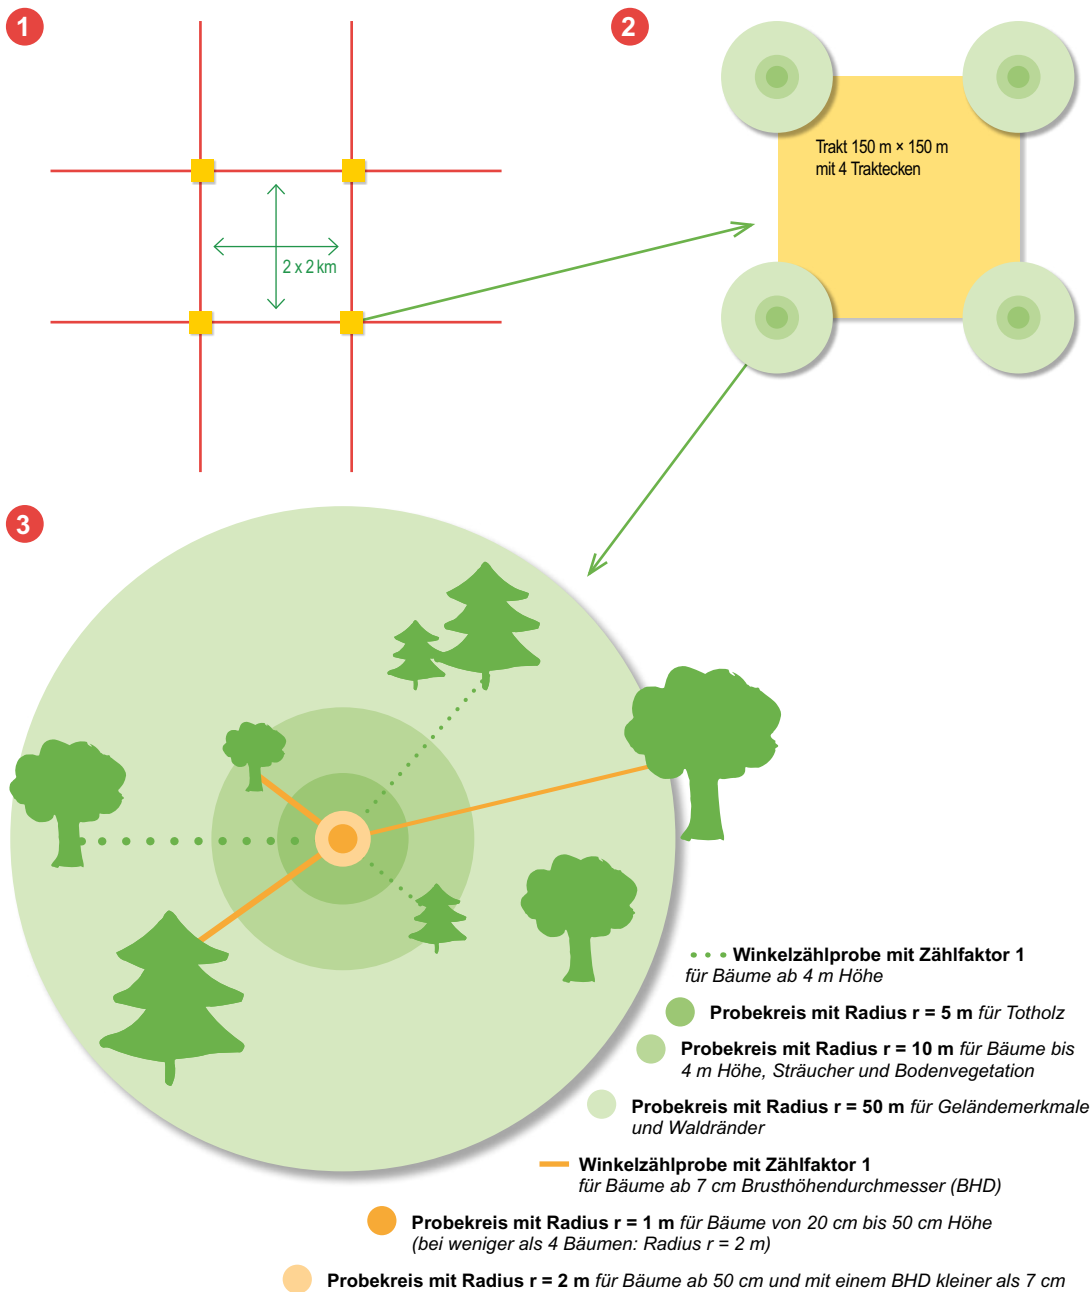 1
2
Trakt 150 m × 150 m
mit 4 Traktecken
2 x 2 km
3
Winkelzählprobe mit Zählfaktor 1
für Bäume ab 4 m Höhe
Probekreis mit Radius r = 5 m für Totholz
Probekreis mit Radius r = 10 m für Bäume bis
4 m Höhe, Sträucher und Bodenvegetation
Probekreis mit Radius r = 50 m für Geländemerkmale
und Waldränder
Winkelzählprobe mit Zählfaktor 1
für Bäume ab 7 cm Brusthöhendurchmesser (BHD)
Probekreis mit Radius r = 1 m für Bäume von 20 cm bis 50 cm Höhe
(bei weniger als 4 Bäumen: Radius r = 2 m)
Probekreis mit Radius r = 2 m für Bäume ab 50 cm und mit einem BHD kleiner als 7 cm